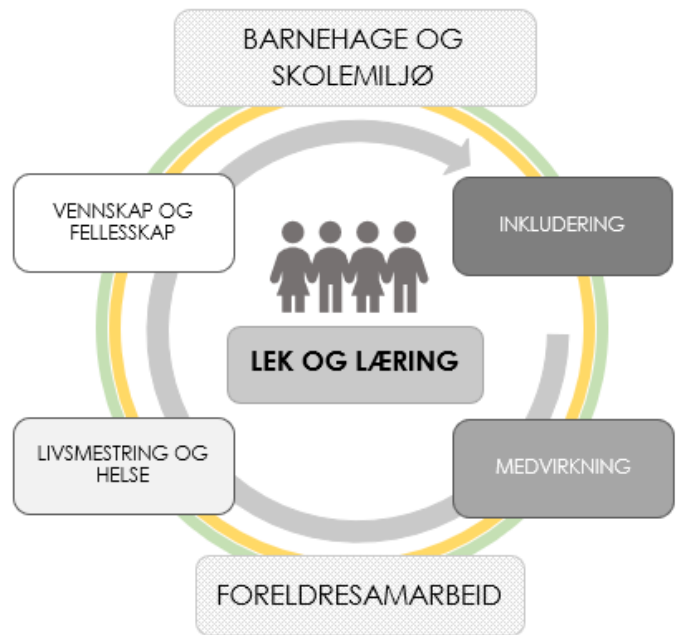 BARNEHAGE OG
SKOLEMILJØ
VENNSKAP OG
FELLESSKAP
INKLUDERING
LEK OG LÆRING
LIVSMESTRING OG
HELSE
MEDVIRKNING
FORELDRESAMARBEID